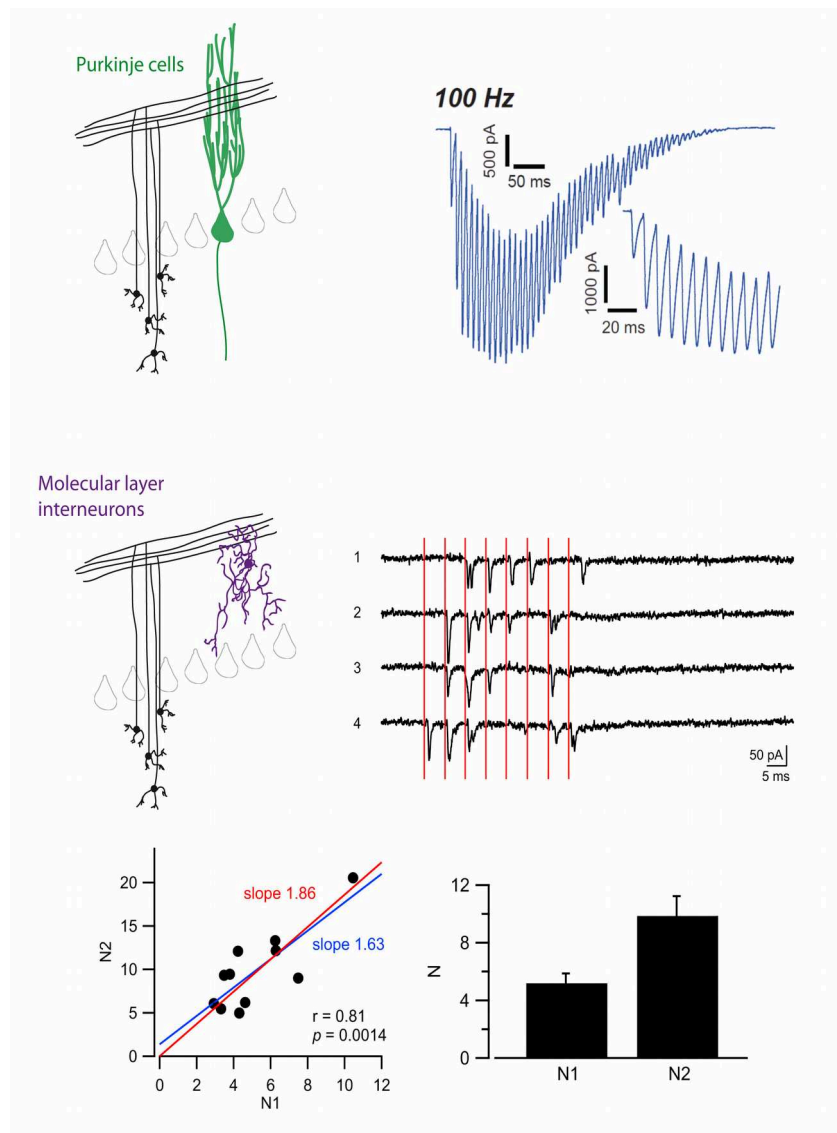 Purkinje cells
100 Hz
500 pA
50 ms
1000 pA
20 ms
Molecular layer
interneurons
1
2
3
4
50 pA
5 ms
20
15
10
5
0
N2
slope 1.86
slope 1.63
r = 0.81
p = 0.0014
0 2 4 6 8 10 12
N1
12
8
4
0
N
N1 N2